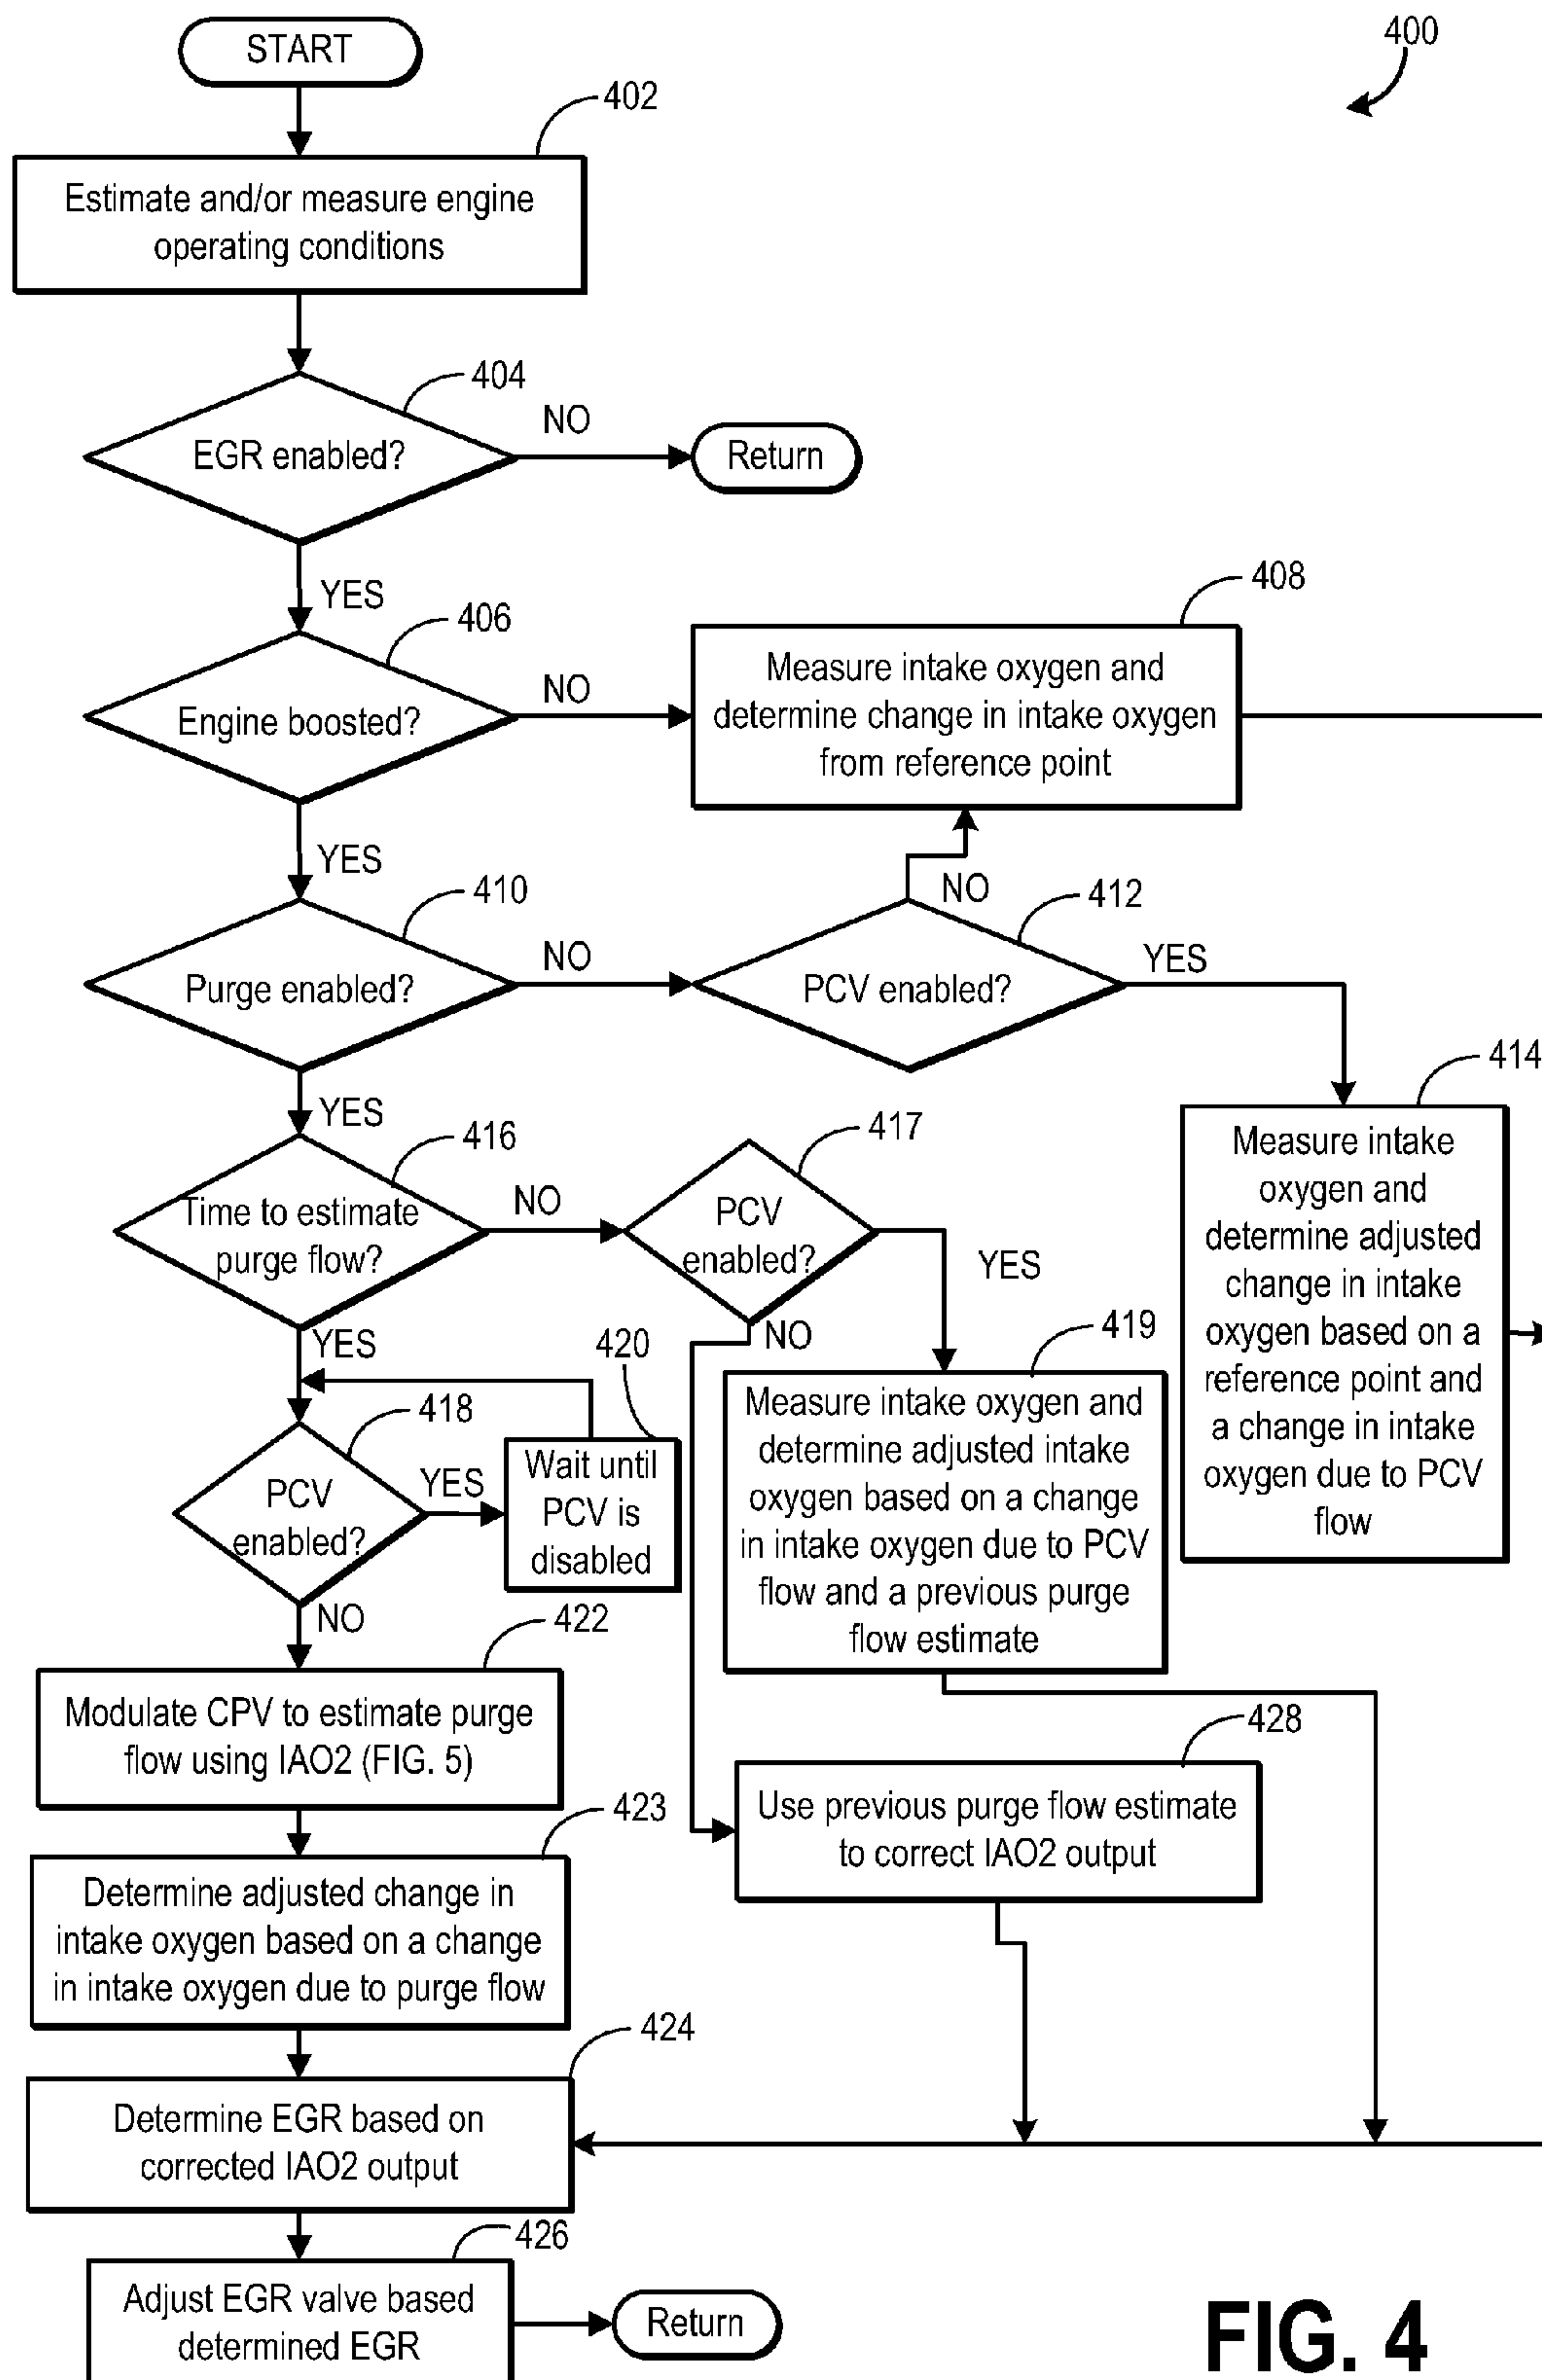 START
400
402
Estimate and/or measure engine
operating conditions
404
EGR enabled?
NO
Return
YES
406
Engine boosted?
NO
408
Measure intake oxygen and
determine change in intake oxygen
from reference point
YES
410
Purge enabled?
NO
412
PCV enabled?
NO
YES
414
Measure intake
oxygen and
determine adjusted
change in intake
oxygen based on a
reference point and
a change in intake
oxygen due to PCV
flow
YES
416
Time to estimate
purge flow?
NO
417
PCV
enabled?
YES
NO
419
Measure intake oxygen and
determine adjusted intake
oxygen based on a change
in intake oxygen due to PCV
flow and a previous purge
flow estimate
YES
418
PCV
enabled?
YES
420
Wait until
PCV is
disabled
NO
422
Modulate CPV to estimate purge
flow using IAO2 (FIG. 5)
428
Use previous purge flow estimate
to correct IAO2 output
423
Determine adjusted change in
intake oxygen based on a change
in intake oxygen due to purge flow
424
Determine EGR based on
corrected IAO2 output
426
Adjust EGR valve based
determined EGR
Return
FIG. 4